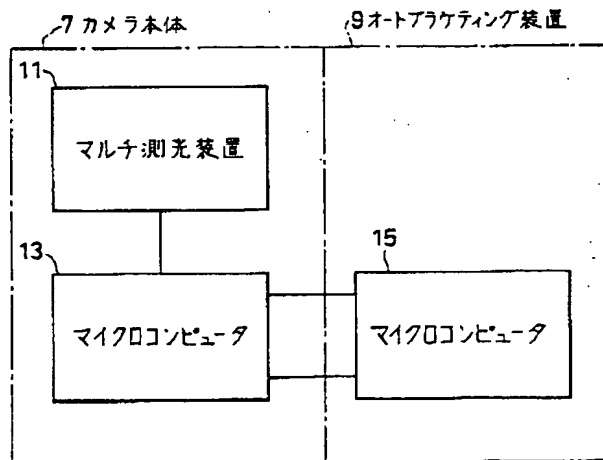 7 カメラ本体
9 オートブラケティング装置
11
マルチ測光装置
13
マイクロコンピュータ
15
マイクロコンピュータ